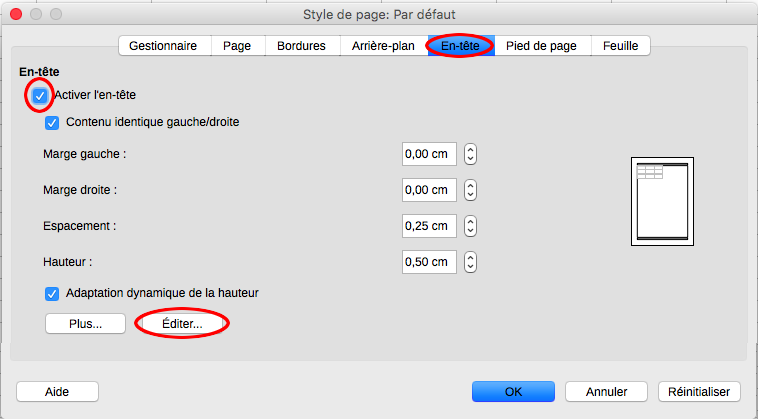 Style de page: Par défaut
Gestionnaire Page Bordures Arrière-plan En-tête Pied de page Feuille
En-tête
Activer l'en-tête
Contenu identique gauche/droite
Marge gauche : 0,00 cm
Marge droite : 0,00 cm
Espacement : 0,25 cm
Hauteur : 0,50 cm
Adaptation dynamique de la hauteur
Plus... Éditer...
Aide OK Annuler Réinitialiser